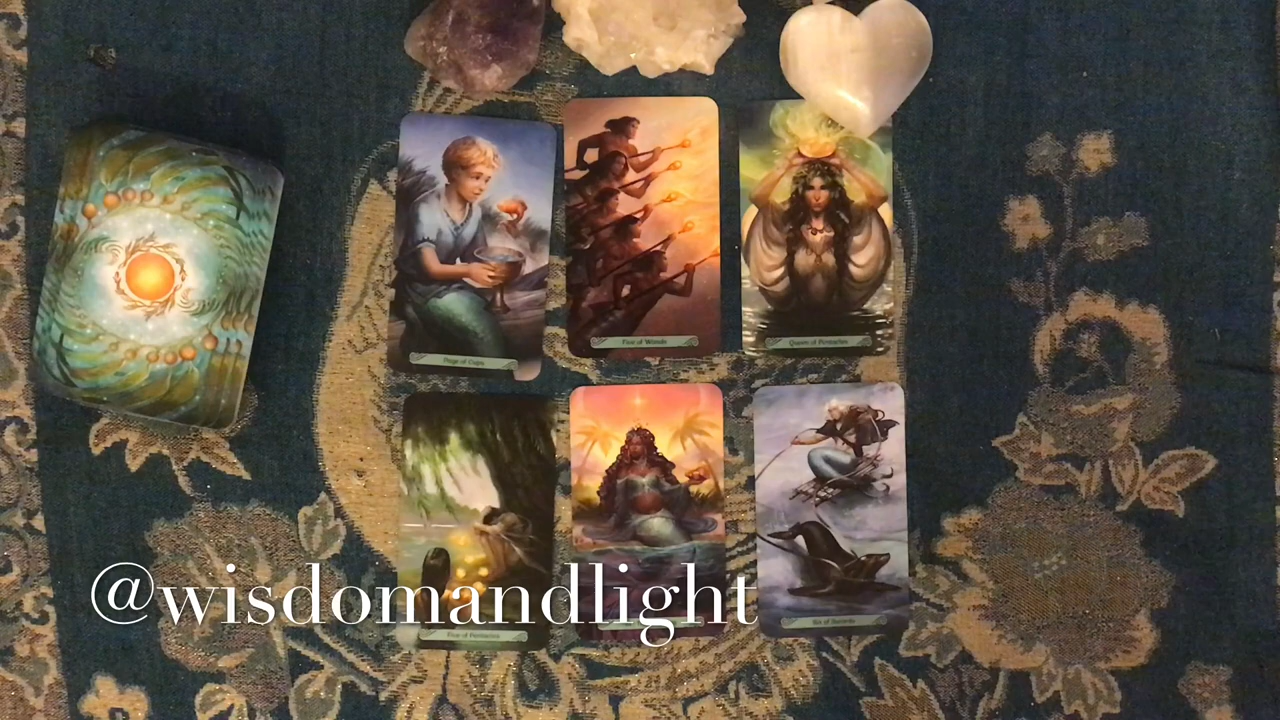 Page of Cups
Five of Wands
Queen of Pentacles
@wisdomandlight
Five of Pentacles
Six of Swords